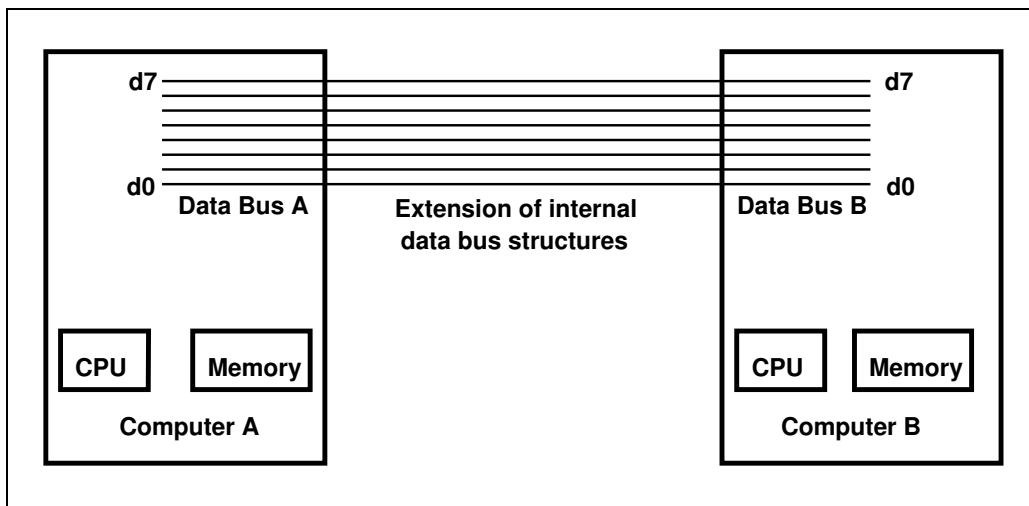 d7 d7
d0 d0
Data Bus A Extension of internal Data Bus B
data bus structures
CPU Memory CPU Memory
Computer A Computer B